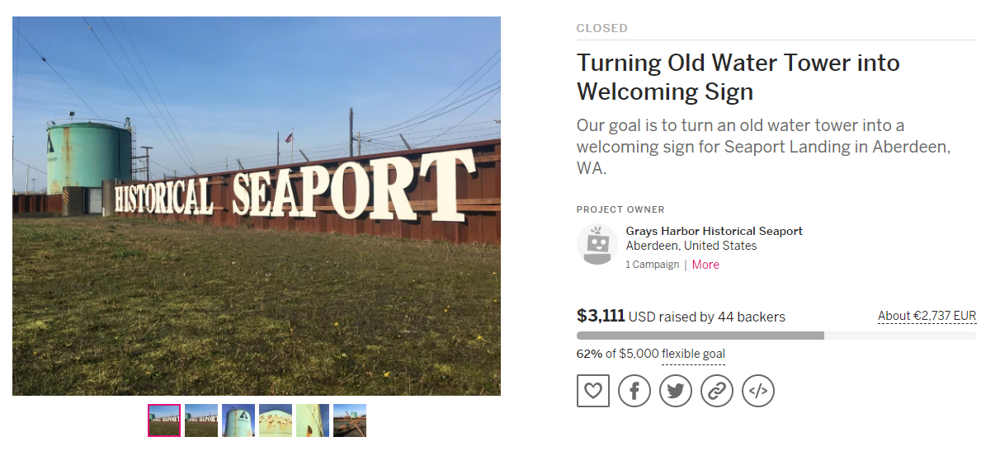 HISTORICAL SEAPORT
CLOSED
Turning Old Water Tower into
Welcoming Sign
Our goal is to turn an old water tower into a
welcoming sign for Seaport Landing in Aberdeen,
WA.
PROJECT OWNER
Grays Harbor Historical Seaport
Aberdeen, United States
1 Campaign | More
$3,111 USD raised by 44 backers
About €2,737 EUR
62% of $5,000 flexible goal